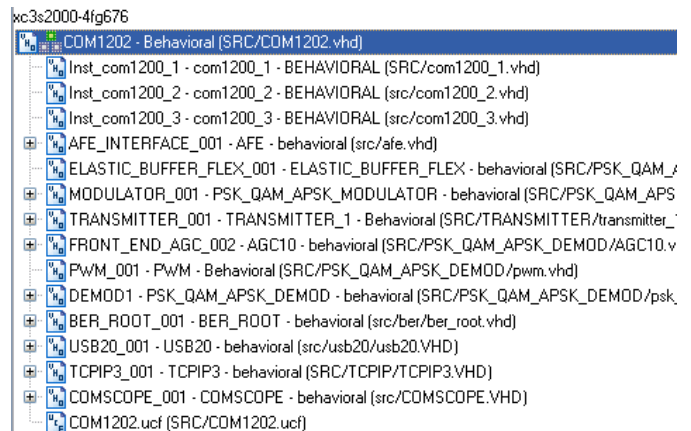 xc3s2000-4fg676
COM1202 - Behavioral (SRC/COM1202.vhd)
Inst_com1200_1 - com1200_1 - BEHAVIORAL (SRC/com1200_1.vhd)
Inst_com1200_2 - com1200_2 - BEHAVIORAL (src/com1200_2.vhd)
Inst_com1200_3 - com1200_3 - BEHAVIORAL (src/com1200_3.vhd)
AFE_INTERFACE_001 - AFE - behavioral (src/afe.vhd)
ELASTIC_BUFFER_FLEX_001 - ELASTIC_BUFFER_FLEX - behavioral (SRC/PSK_QAM_A
MODULATOR_001 - PSK_QAM_APSK_MODULATOR - behavioral (SRC/PSK_QAM_APS
TRANSMITTER_001 - TRANSMITTER_1 - Behavioral (SRC/TRANSMITTER/transmitter_1
FRONT_END_AGC_002 - AGC10 - behavioral (SRC/PSK_QAM_APSK_DEMOD/AGC10.v
PWM_001 - PWM - Behavioral (SRC/PSK_QAM_APSK_DEMOD/pwm.vhd)
DEMOD1 - PSK_QAM_APSK_DEMOD - behavioral (SRC/PSK_QAM_APSK_DEMOD/psk_
BER_ROOT_001 - BER_ROOT - behavioral (src/ber/ber_root.vhd)
USB20_001 - USB20 - behavioral (src/usb20/usb20.VHD)
TCPIP3_001 - TCPIP3 - behavioral (SRC/TCPIP/TCPIP3.VHD)
COMSCOPE_001 - COMSCOPE - behavioral (src/COMSCOPE.VHD)
COM1202.ucf (SRC/COM1202.ucf)